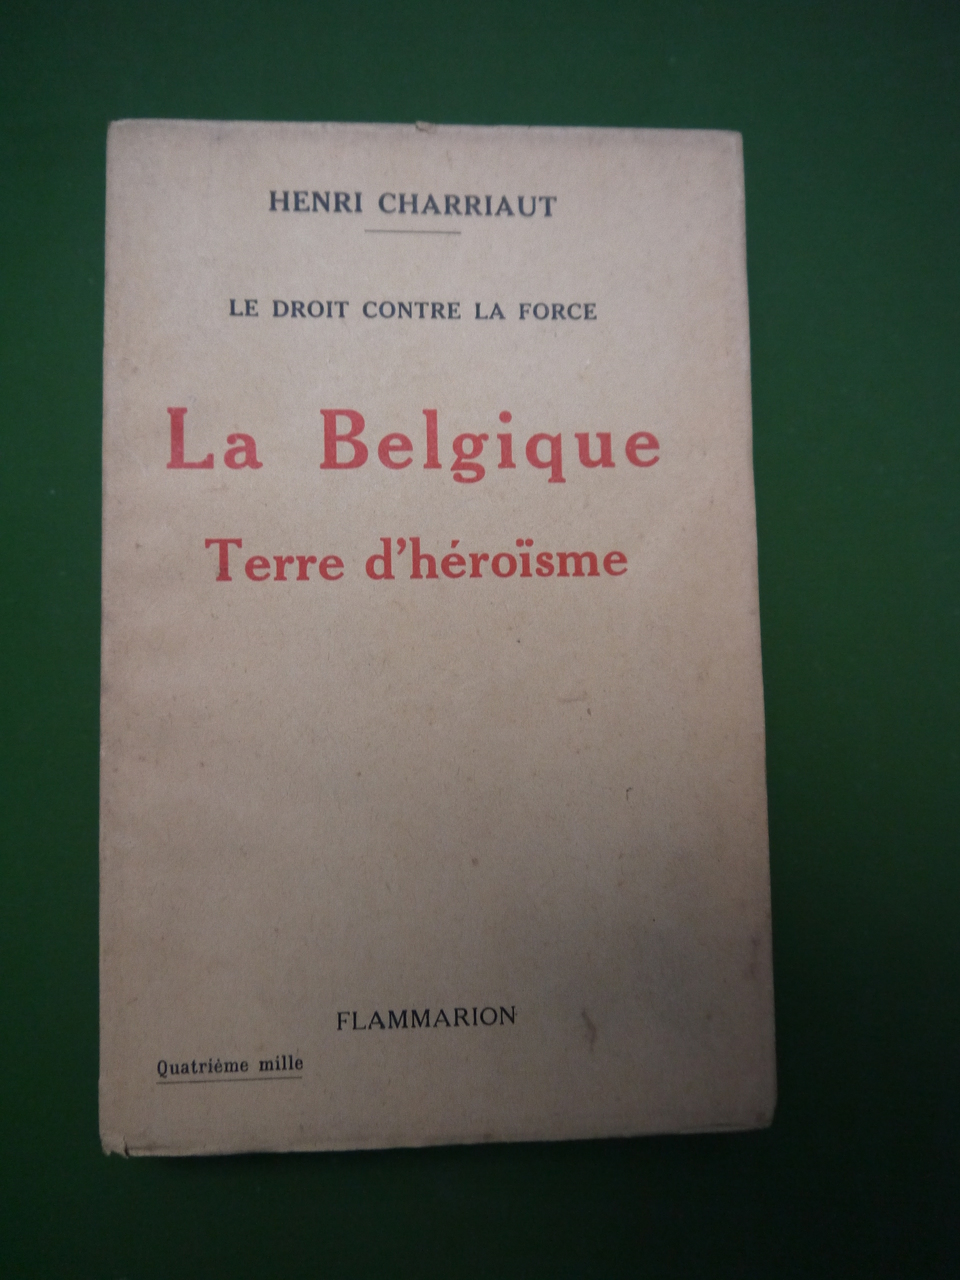 HENRI CHARRIAUT
LE DROIT CONTRE LA FORCE
La Belgique
Terre d'héroïsme
FLAMMARION
Quatrième mille